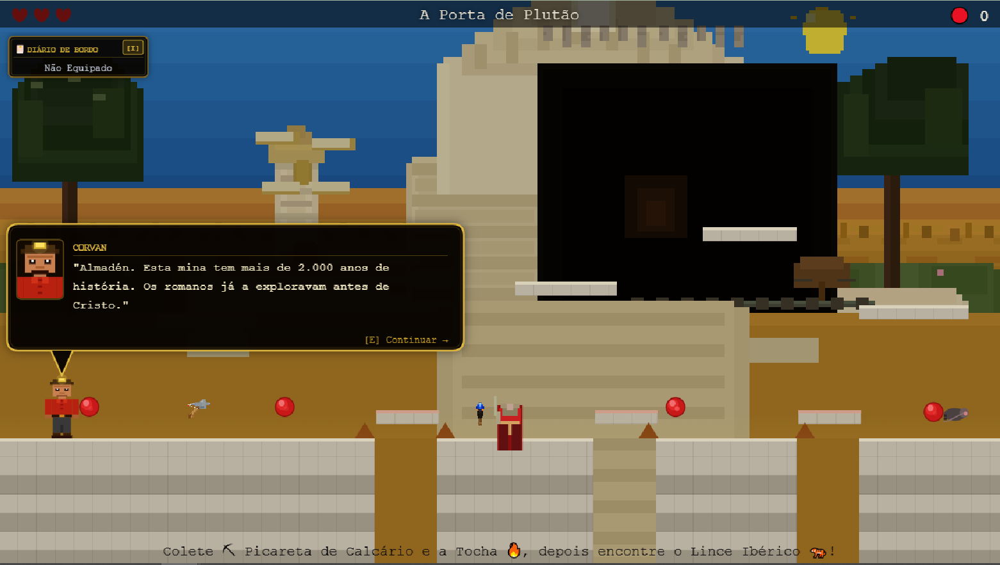 A Porta de Plutão
0
DIÁRIO DE BORDO [I]
Não Equipado
CORVAN
"Almadén. Esta mina tem mais de 2.000 anos de
história. Os romanos já a exploravam antes de
Cristo."
[E] Continuar →
Colete ⛏ Picareta de Calcário e a Tocha 🔥, depois encontre o Lince Ibérico 🐅!